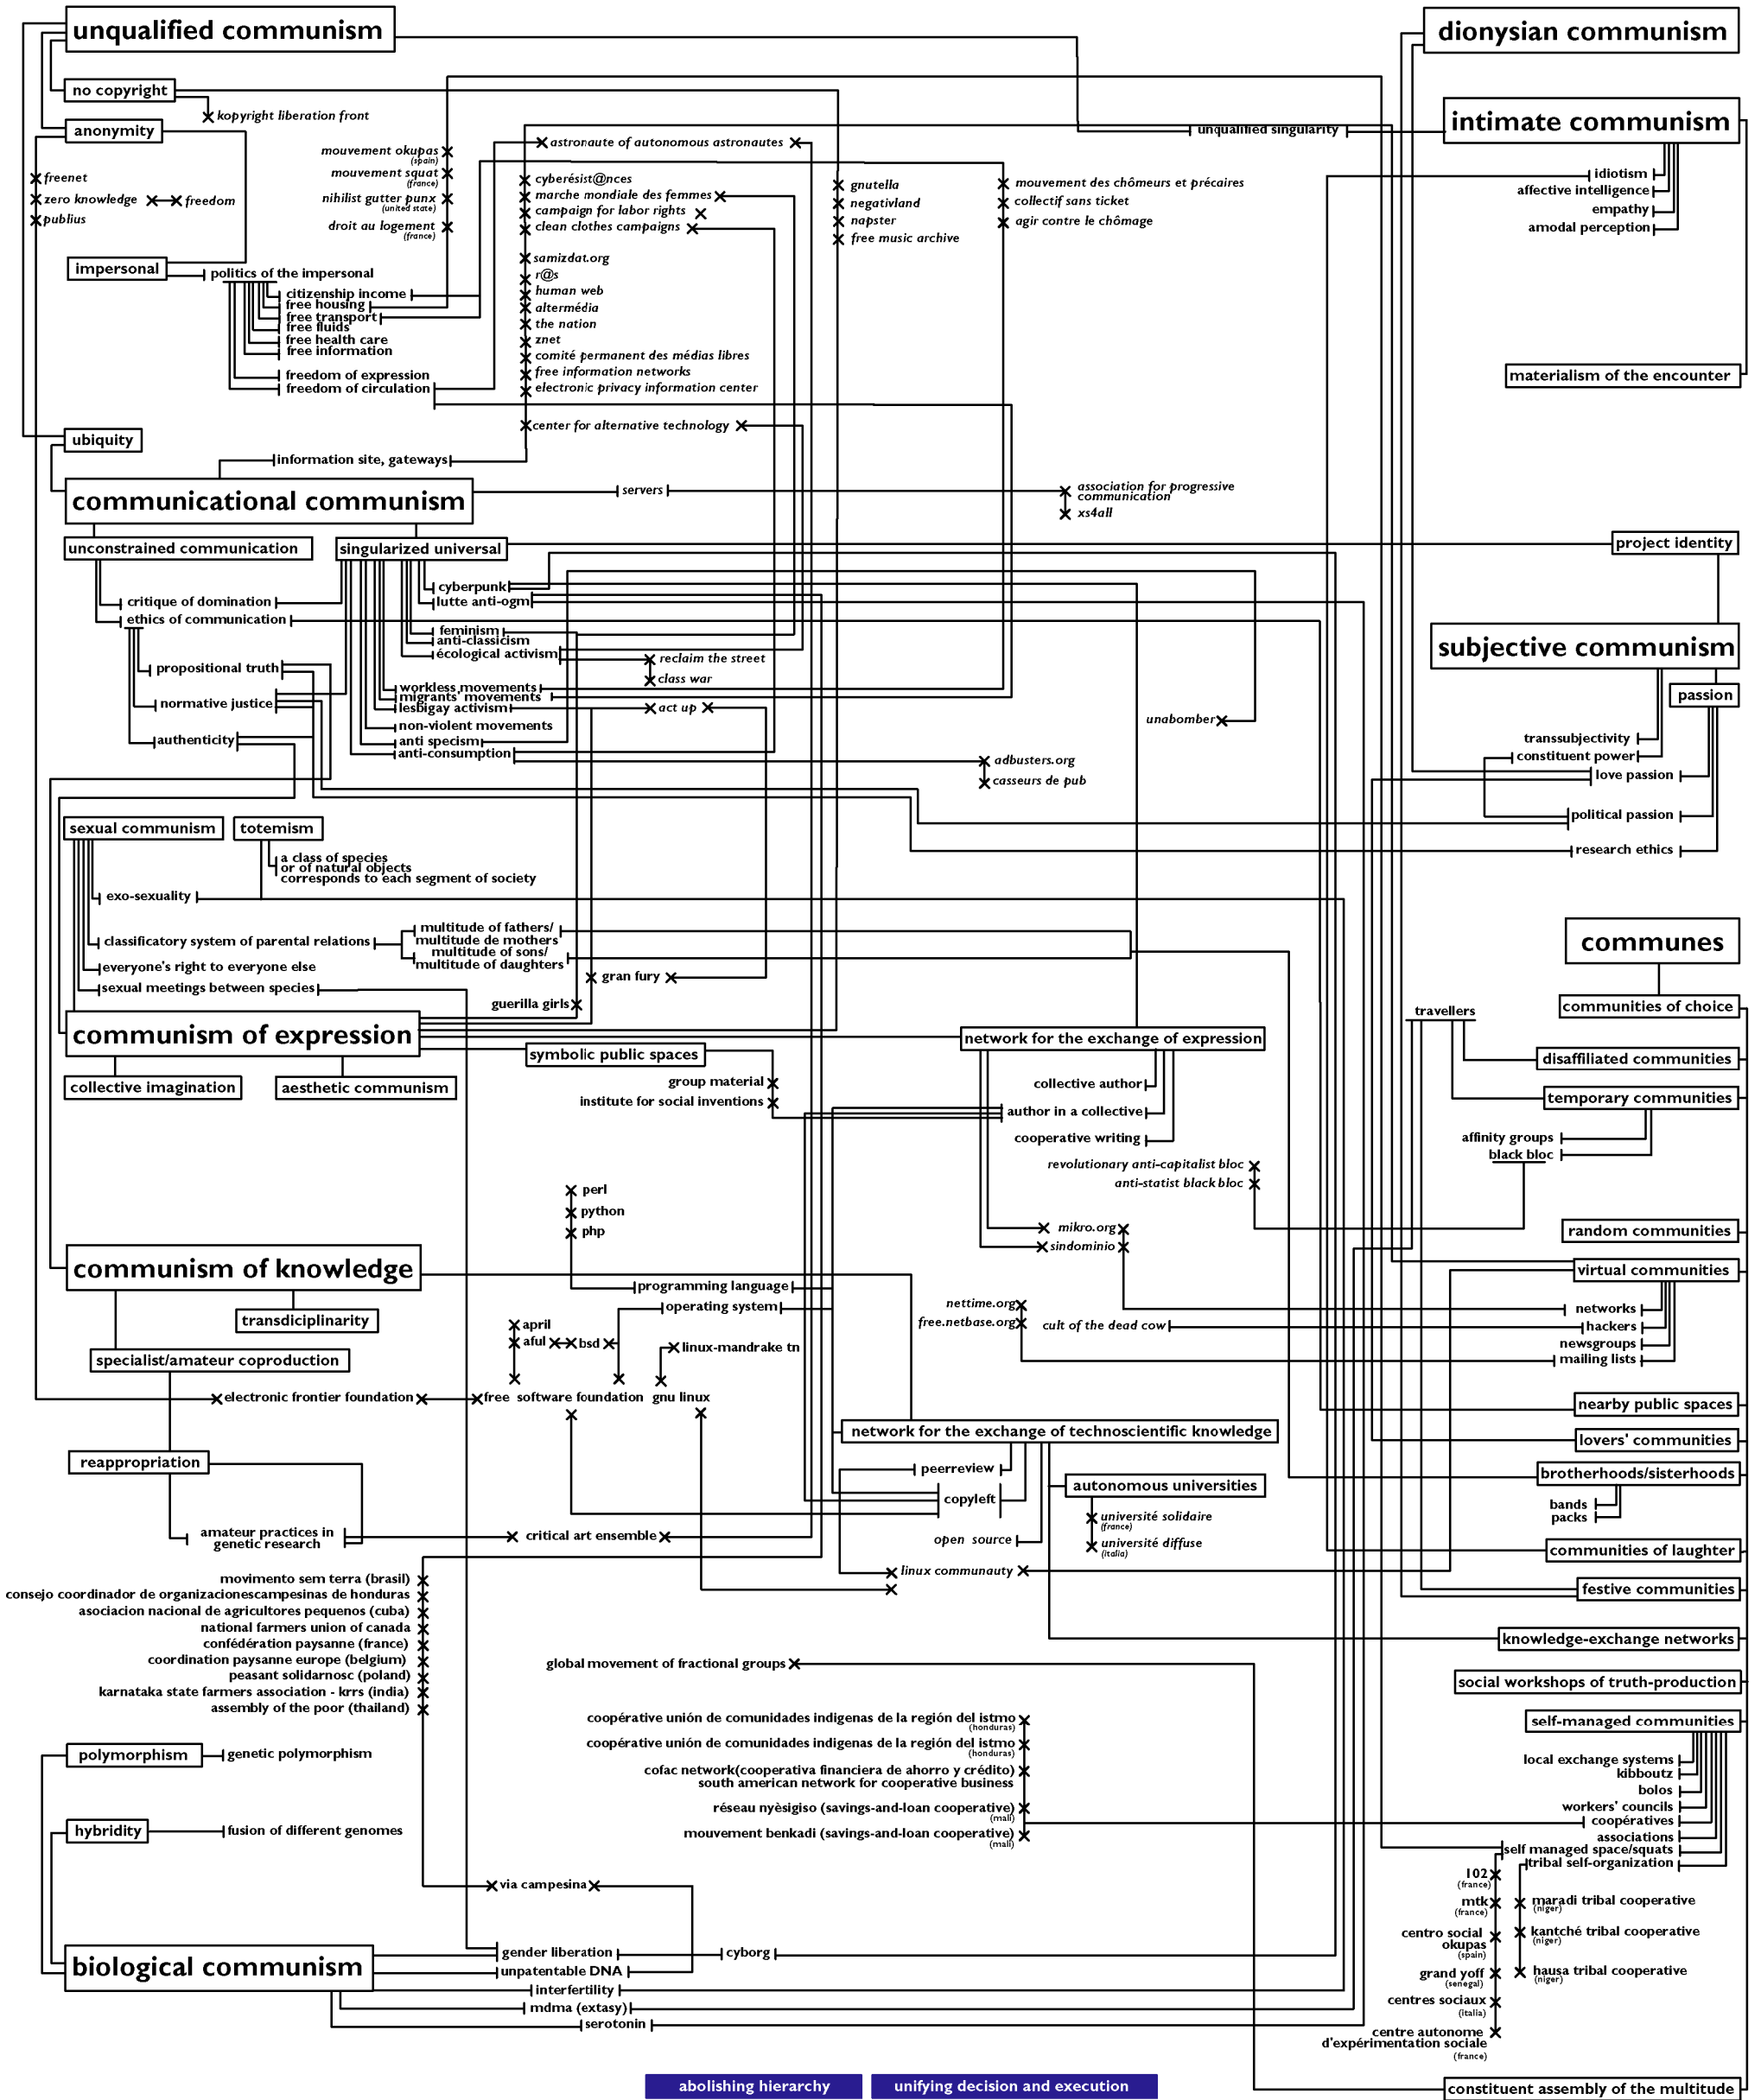 unqualified communism
dionysian communism
no copyright
kopyright liberation front
anonymity
intimate communism
unqualified singularity
astronaute of autonomous astronautes
mouvement okupas
(spain)
mouvement squat
(france)
nihilist gutter punx
(united state)
droit au logement
(france)
freenet
zero knowledge
freedom
publius
cyberésist@nces
marche mondiale des femmes
campaign for labor rights
clean clothes campaigns
samizdat.org
r@s
human web
altermédia
the nation
znet
comité permanent des médias libres
free information networks
electronic privacy information center
center for alternative technology
gnutella
negativland
napster
free music archive
mouvement des chômeurs et précaires
collectif sans ticket
agir contre le chômage
idiotism
affective intelligence
empathy
amodal perception
impersonal
politics of the impersonal
citizenship income
free housing
free transport
free fluids
free health care
free information
freedom of expression
freedom of circulation
materialism of the encounter
ubiquity
information site, gateways
communicational communism
servers
association for progressive
communication
xs4all
unconstrained communication
singularized universal
project identity
cyberpunk
lutte anti-ogm
critique of domination
ethics of communication
feminism
anti-classicism
écological activism
reclaim the street
class war
subjective communism
passion
propositional truth
normative justice
authenticity
workless movements
migrants' movements
lesbigay activism
act up
non-violent movements
anti specism
anti-consumption
unabomber
adbusters.org
casseurs de pub
transsubjectivity
constituent power
love passion
political passion
research ethics
sexual communism
totemism
a class of species
or of natural objects
corresponds to each segment of society
exo-sexuality
classificatory system of parental relations
multitude of fathers/
multitude de mothers
multitude of sons/
multitude of daughters
everyone's right to everyone else
sexual meetings between species
gran fury
guerilla girls
communes
communities of choice
travellers
communism of expression
network for the exchange of expression
symbolic public spaces
disaffiliated communities
collective imagination
aesthetic communism
group material
institute for social inventions
collective author
author in a collective
cooperative writing
temporary communities
affinity groups
black bloc
revolutionary anti-capitalist bloc
anti-statist black bloc
perl
python
php
mikro.org
sindominio
random communities
communism of knowledge
virtual communities
programming language
operating system
transdiciplinarity
nettime.org
free.netbase.org
cult of the dead cow
networks
hackers
newsgroups
mailing lists
april
aful
bsd
linux-mandrake tn
specialist/amateur coproduction
electronic frontier foundation
free software foundation
gnu linux
nearby public spaces
network for the exchange of technoscientific knowledge
lovers' communities
reappropriation
peerreview
brotherhoods/sisterhoods
autonomous universities
copyleft
bands
packs
université solidaire
(france)
amateur practices in
genetic research
critical art ensemble
open source
université diffuse
(italia)
communities of laughter
linux communauty
movimento sem terra (brasil)
consejo coordinador de organizacionescampesinas de honduras
asociacion nacional de agricultores pequenos (cuba)
national farmers union of canada
confédération paysanne (france)
coordination paysanne europe (belgium)
peasant solidarnosc (poland)
karnataka state farmers association - krrs (india)
assembly of the poor (thailand)
festive communities
knowledge-exchange networks
global movement of fractional groups
social workshops of truth-production
coopérative unión de comunidades indigenas de la región del istmo
(honduras)
coopérative unión de comunidades indigenas de la región del istmo
(honduras)
cofac network(cooperativa financiera de ahorro y crédito)
south american network for cooperative business
réseau nyèsigiso (savings-and-loan cooperative)
(mali)
mouvement benkadi (savings-and-loan cooperative)
(mali)
self-managed communities
local exchange systems
kibboutz
bolos
workers' councils
coopératives
associations
self managed space/squats
tribal self-organization
polymorphism
genetic polymorphism
hybridity
fusion of different genomes
via campesina
102
(france)
mtk
(france)
centro social
okupas
(spain)
grand yoff
(senegal)
centres sociaux
(italia)
centre autonome
d'expérimentation sociale
(france)
maradi tribal cooperative
(niger)
kantché tribal cooperative
(niger)
hausa tribal cooperative
(niger)
biological communism
gender liberation
cyborg
unpatentable DNA
interfertility
mdma (extasy)
serotonin
abolishing hierarchy
unifying decision and execution
constituent assembly of the multitude